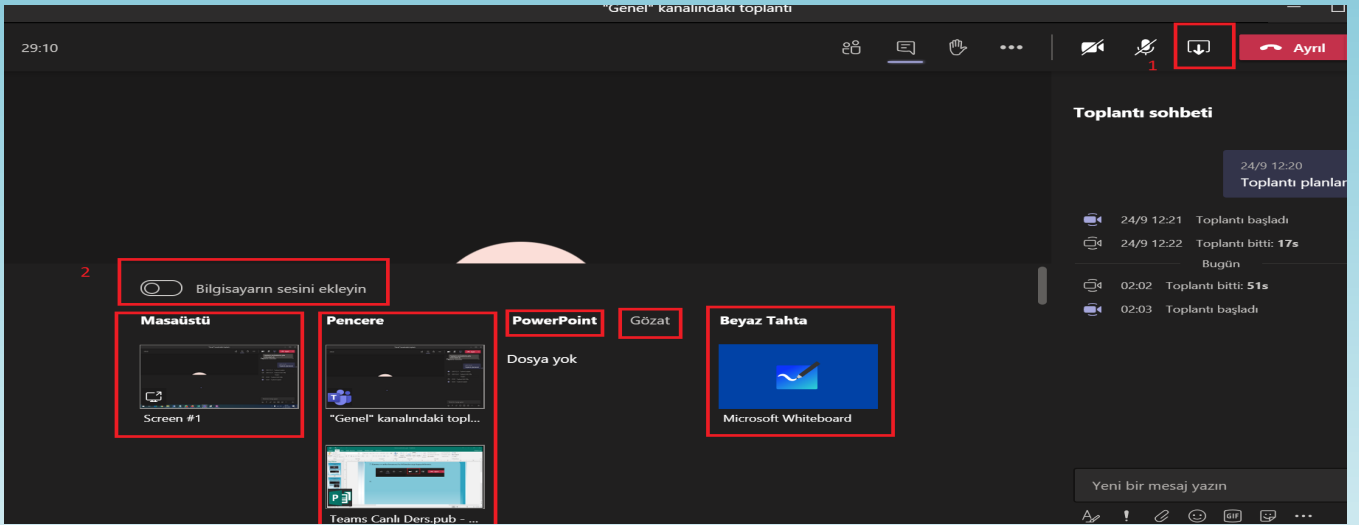 "Genel" kanalındaki toplantı
29:10
1
Ayrıl
Toplantı sohbeti
24/9 12:20
Toplantı planlan
24/9 12:21 Toplantı başladı
24/9 12:22 Toplantı bitti: 17s
Bugün
02:02 Toplantı bitti: 51s
02:03 Toplantı başladı
2
Bilgisayarın sesini ekleyin
Masaüstü
Pencere
PowerPoint
Gözat
Beyaz Tahta
Dosya yok
Screen #1
"Genel" kanalındaki topl...
Microsoft Whiteboard
Teams Canlı Ders.pub - ...
Yeni bir mesaj yazın
GIF